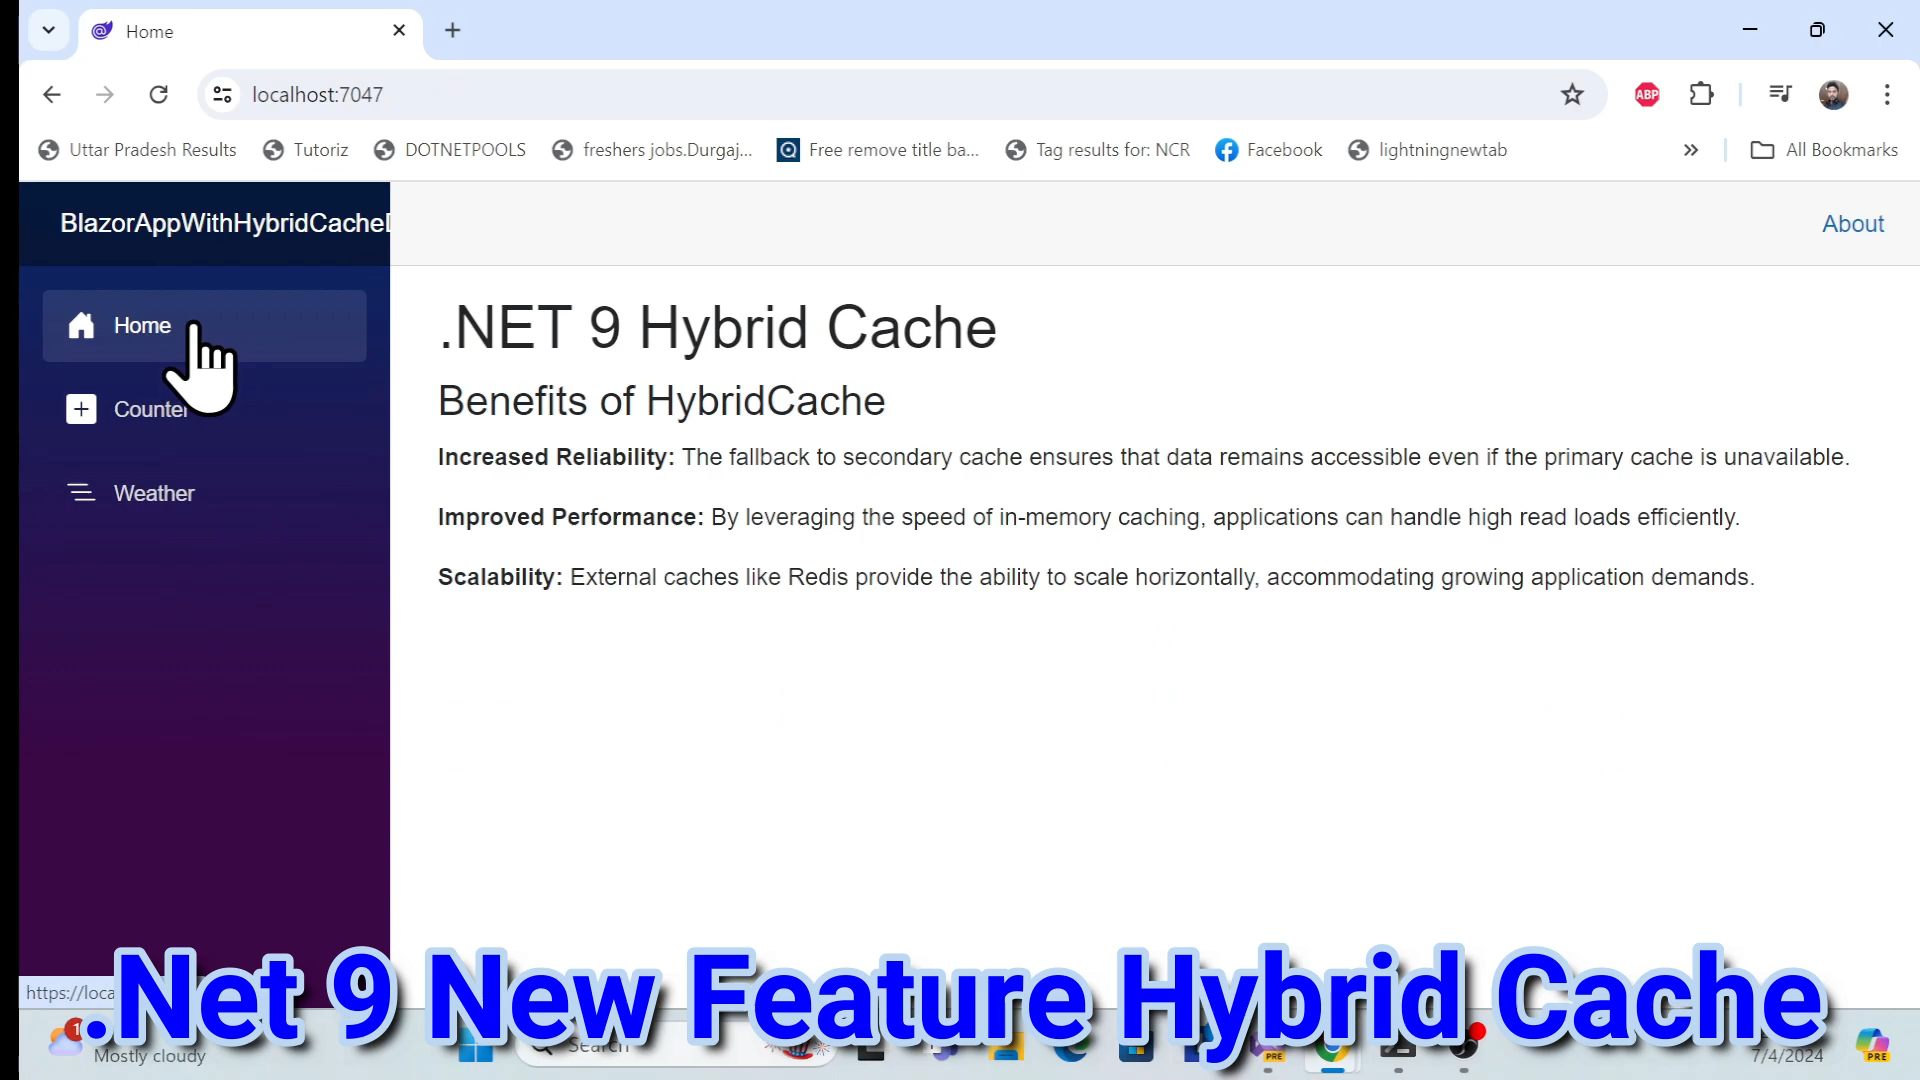 Home
localhost:7047
ABP
Uttar Pradesh Results
Tutoriz
DOTNETPOOLS
freshers jobs.Durgaj...
Free remove title ba...
Tag results for: NCR
Facebook
lightningnewtab
All Bookmarks
BlazorAppWithHybridCache
About
Home
Counter
Weather
.NET 9 Hybrid Cache
Benefits of HybridCache
Increased Reliability: The fallback to secondary cache ensures that data remains accessible even if the primary cache is unavailable.
Improved Performance: By leveraging the speed of in-memory caching, applications can handle high read loads efficiently.
Scalability: External caches like Redis provide the ability to scale horizontally, accommodating growing application demands.
https://loca
.Net 9 New Feature Hybrid Cache
1
Mostly cloudy
Search
PRE
7/4/2024
PRE